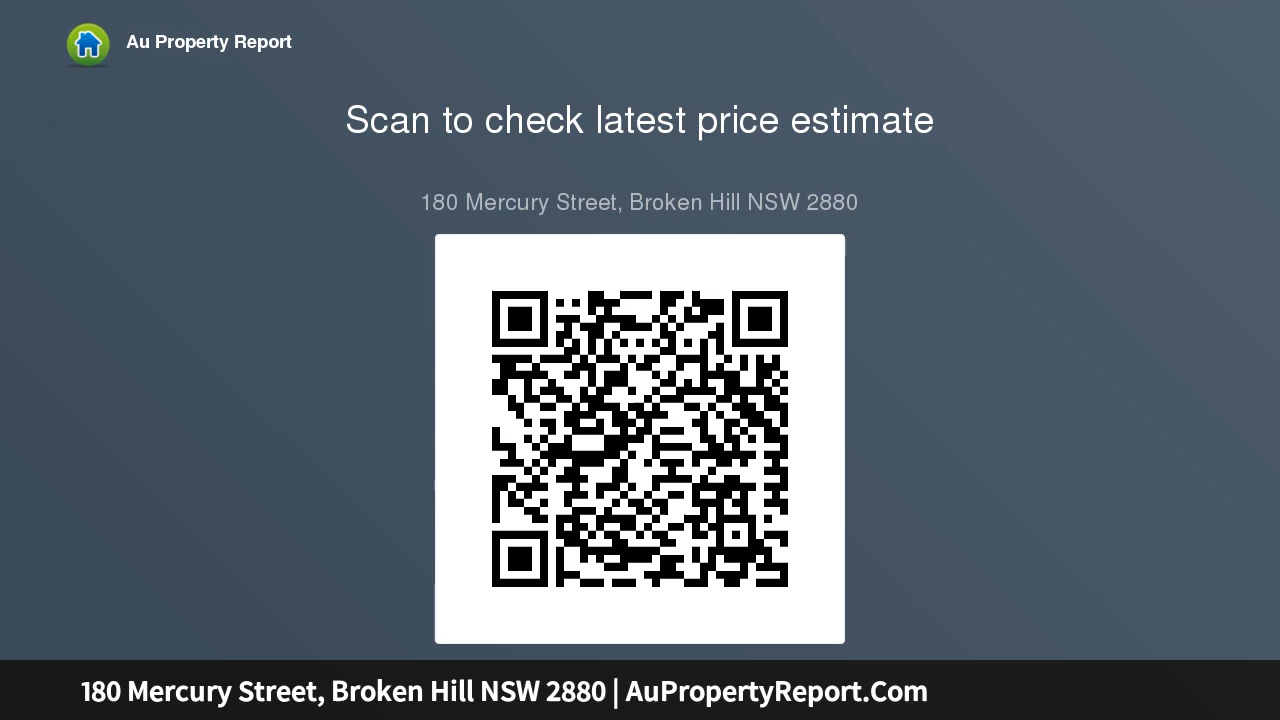 Au Property Report
Scan to check latest price estimate
180 Mercury Street, Broken Hill NSW 2880
180 Mercury Street, Broken Hill NSW 2880 | AuPropertyReport.Com